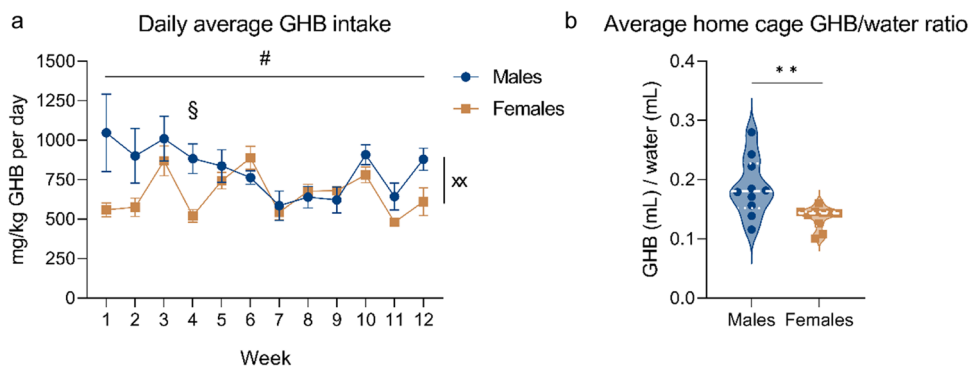 a
Daily average GHB intake
1500
1250
1000
750
500
250
0
mg/kg GHB per day
#
§
xx
1 2 3 4 5 6 7 8 9 10 11 12
Week
Males
Females
b
Average home cage GHB/water ratio
0.4
0.3
0.2
0.1
0.0
GHB (mL) / water (mL)
**
Males Females